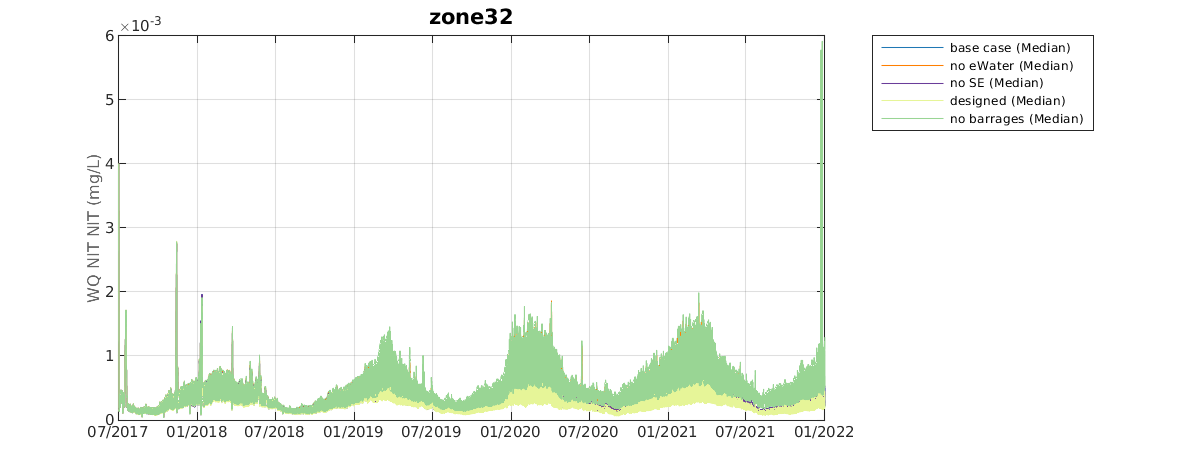 zone32
×10-3
6
5
4
3
2
1
0
WQ NIT NIT (mg/L)
07/2017 01/2018 07/2018 01/2019 07/2019 01/2020 07/2020 01/2021 07/2021 01/2022
base case (Median)
no eWater (Median)
no SE (Median)
designed (Median)
no barrages (Median)